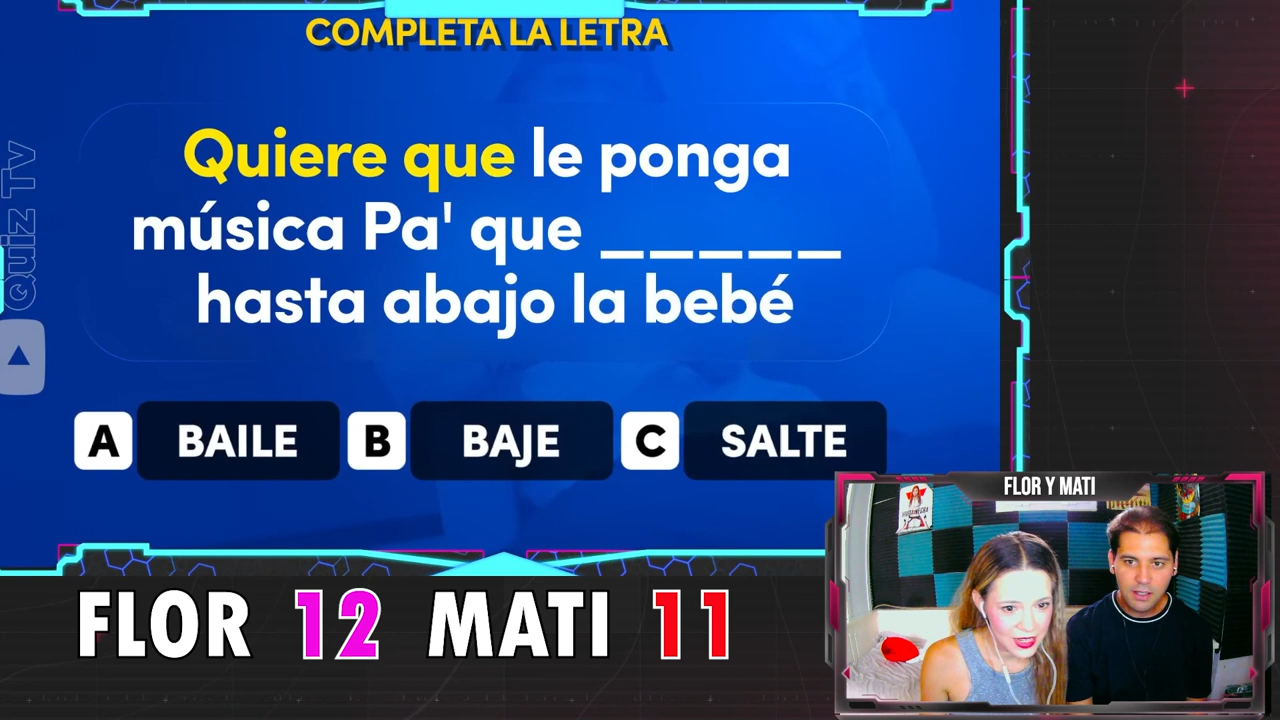 COMPLETA LA LETRA
Quiere que le ponga
música Pa' que _____
hasta abajo la bebé
A BAILE B BAJE C SALTE
Quiz Tv
FLOR Y MATI
FLOR 12 MATI 11